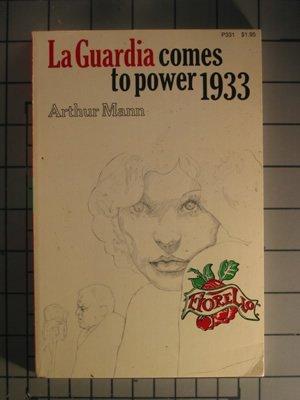 P331 $1.95
La Guardia comes
to power 1933
Arthur Mann
FIORELLO